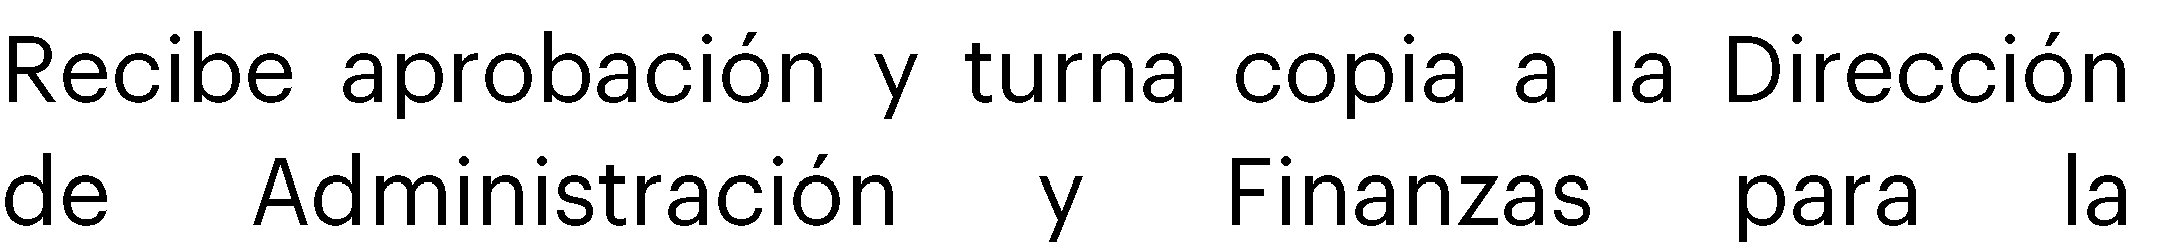 Recibe aprobación y turna copia a la Dirección
de Administración y Finanzas para la